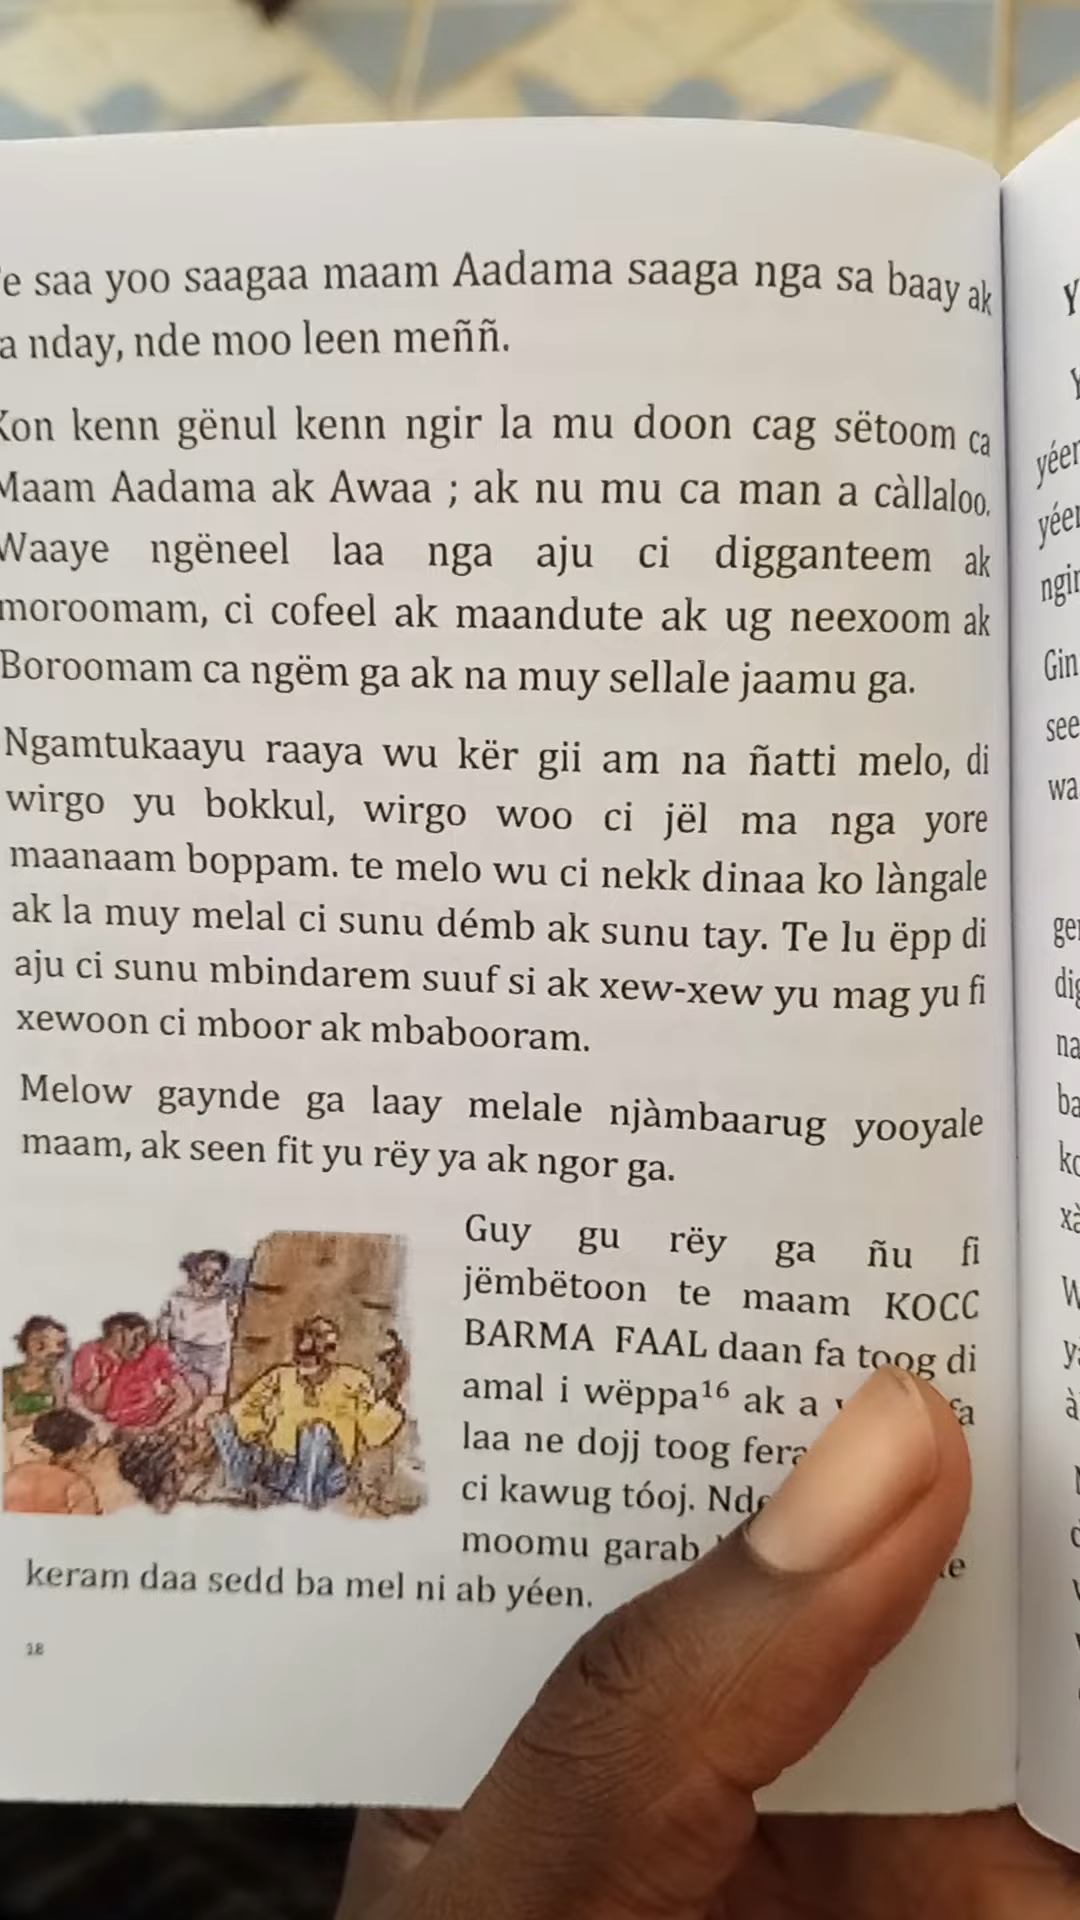 e saa yoo saagaa maam Aadama saaga nga sa baay ak
a nday, nde moo leen meññ.
Kon kenn gënul kenn ngir la mu doon cag sëtoom ca
Maam Aadama ak Awaa ; ak nu mu ca man a càllaloo.
Waaye ngëneel laa nga aju ci digganteem ak
moroomam, ci cofeel ak maandute ak ug neexoom ak
Boroomam ca ngëm ga ak na muy sellale jaamu ga.
Ngamtukaayu raaya wu kër gii am na ñatti melo, di
wirgo yu bokkul, wirgo woo ci jël ma nga yore
maanaam boppam. te melo wu ci nekk dinaa ko làngale
ak la muy melal ci sunu démb ak sunu tay. Te lu ëpp di
aju ci sunu mbindarem suuf si ak xew-xew yu mag yu fi
xewoon ci mboor ak mbabooram.
Melow gaynde ga laay melale njàmbaarug yooyale
maam, ak seen fit yu rëy ya ak ngor ga.
Guy gu rëy ga ñu fi
jëmbëtoon te maam KOCC
BARMA FAAL daan fa toog di
amal i wëppa16 ak a fa
laa ne dojj toog
ci kawug tóoj.
moomu garab
keram daa sedd ba mel ni ab yéen.
18
Gin
see
wa